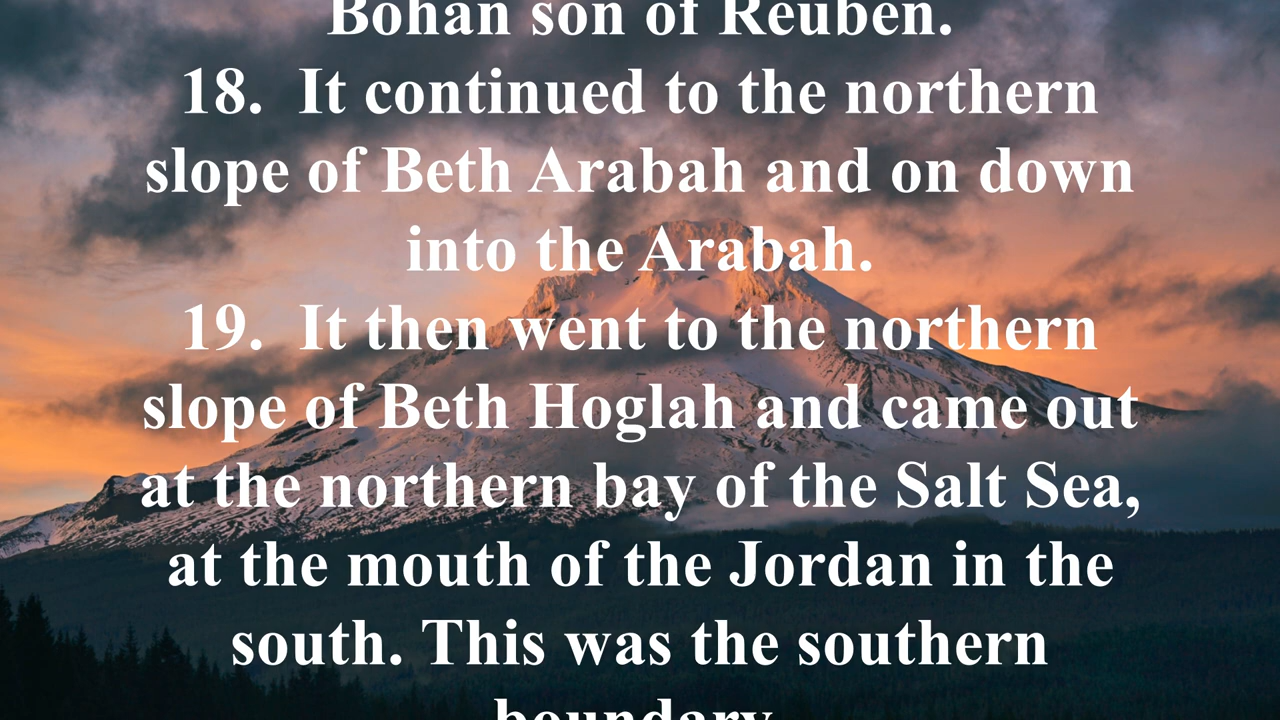 Bohan son of Reuben.
18.  It continued to the northern
slope of Beth Arabah and on down
into the Arabah.
19.  It then went to the northern
slope of Beth Hoglah and came out
at the northern bay of the Salt Sea,
at the mouth of the Jordan in the
south. This was the southern
boundary.